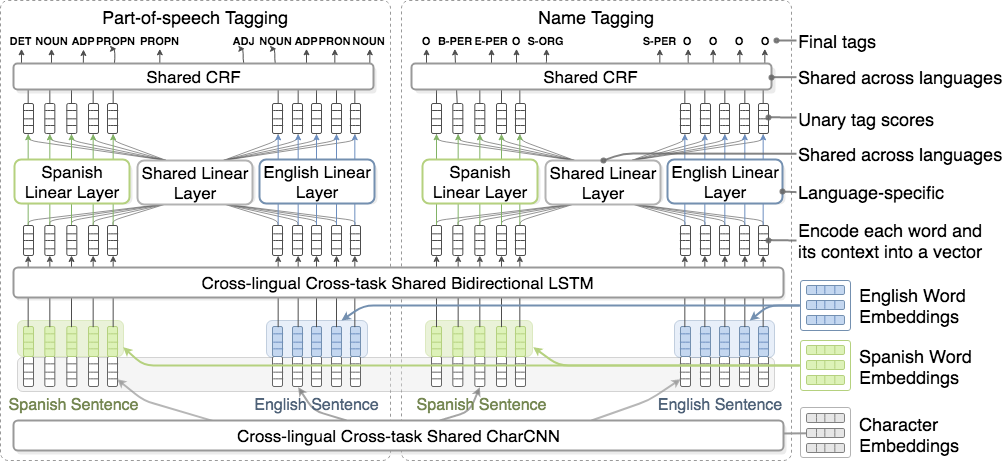 Part-of-speech Tagging
Name Tagging
DET NOUN ADP PROPN PROPN
ADJ NOUN ADP PRON NOUN
O B-PER E-PER O S-ORG
S-PER O O O O
Final tags
Shared CRF
Shared CRF
Shared across languages
Unary tag scores
Shared across languages
Spanish
Linear Layer
Shared Linear
Layer
English Linear
Layer
Spanish
Linear Layer
Shared Linear
Layer
English Linear
Layer
Language-specific
Encode each word and
its context into a vector
Cross-lingual Cross-task Shared Bidirectional LSTM
English Word
Embeddings
Spanish Word
Embeddings
Spanish Sentence
English Sentence
Spanish Sentence
English Sentence
Cross-lingual Cross-task Shared CharCNN
Character
Embeddings